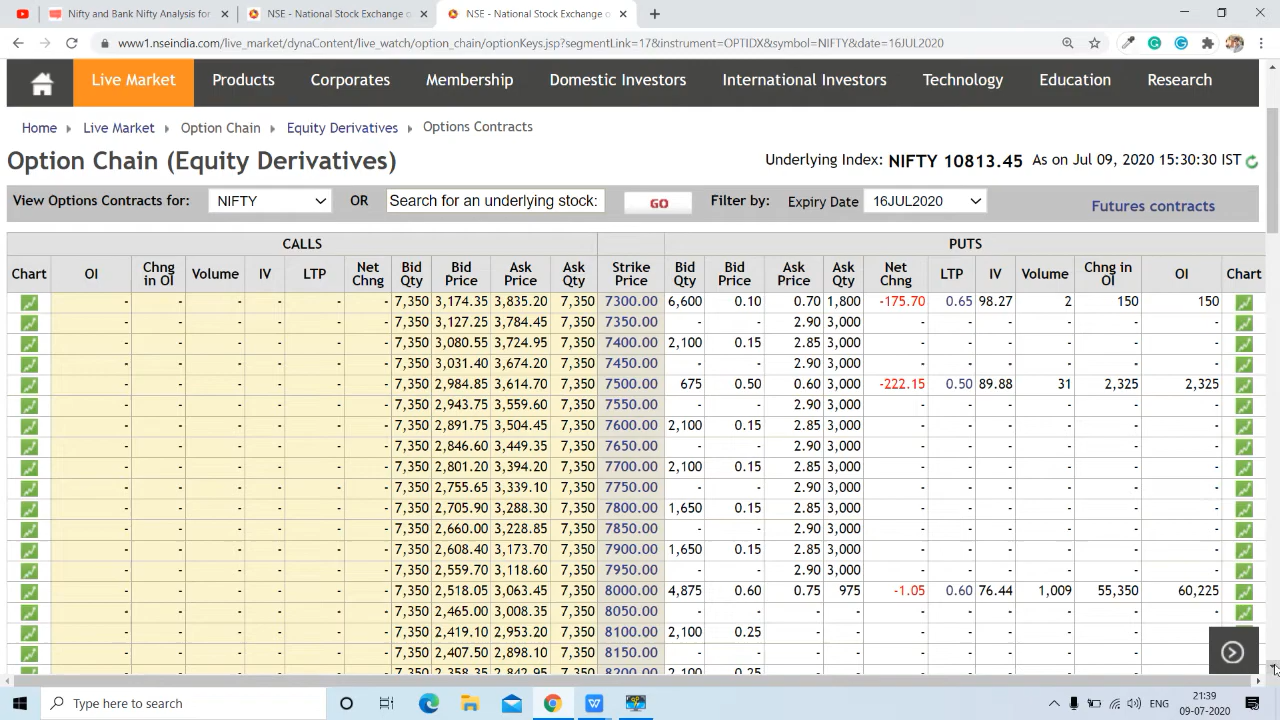 Nifty and Bank Nifty Analysis for
NSE - National Stock Exchange o
NSE - National Stock Exchange o
www1.nseindia.com/live_market/dynaContent/live_watch/option_chain/optionKeys.jsp?segmentLink=17&instrument=OPTIDX&symbol=NIFTY&date=16JUL2020
Live Market Products Corporates Membership Domestic Investors International Investors Technology Education Research
Home Live Market Option Chain Equity Derivatives Options Contracts
Option Chain (Equity Derivatives) Underlying Index: NIFTY 10813.45 As on Jul 09, 2020 15:30:30 IST
View Options Contracts for: NIFTY OR Search for an underlying stock: GO Filter by: Expiry Date 16JUL2020 Futures contracts
CALLS PUTS
Chart OI Chng in OI Volume IV LTP Net Chng Bid Qty Bid Price Ask Price Ask Qty Strike Price Bid Qty Bid Price Ask Price Ask Qty Net Chng LTP IV Volume Chng in OI OI Chart
- - - - - - 7,350 3,174.35 3,835.20 7,350 7300.00 6,600 0.10 0.70 1,800 -175.70 0.65 98.27 2 150 150
- - - - - - 7,350 3,127.25 3,784.45 7,350 7350.00 - - 2.90 3,000 - - - - - -
- - - - - - 7,350 3,080.55 3,724.95 7,350 7400.00 2,100 0.15 2.85 3,000 - - - - - -
- - - - - - 7,350 3,031.40 3,674.20 7,350 7450.00 - - 2.90 3,000 - - - - - -
- - - - - - 7,350 2,984.85 3,614.70 7,350 7500.00 675 0.50 0.60 3,000 -222.15 0.50 89.88 31 2,325 2,325
- - - - - - 7,350 2,943.75 3,559.60 7,350 7550.00 - - 2.90 3,000 - - - - - -
- - - - - - 7,350 2,891.75 3,504.45 7,350 7600.00 2,100 0.15 2.85 3,000 - - - - - -
- - - - - - 7,350 2,846.60 3,449.35 7,350 7650.00 - - 2.90 3,000 - - - - - -
- - - - - - 7,350 2,801.20 3,394.20 7,350 7700.00 2,100 0.15 2.85 3,000 - - - - - -
- - - - - - 7,350 2,755.65 3,339.10 7,350 7750.00 - - 2.90 3,000 - - - - - -
- - - - - - 7,350 2,705.90 3,288.30 7,350 7800.00 1,650 0.15 2.85 3,000 - - - - - -
- - - - - - 7,350 2,660.00 3,228.85 7,350 7850.00 - - 2.90 3,000 - - - - - -
- - - - - - 7,350 2,608.40 3,173.70 7,350 7900.00 1,650 0.15 2.85 3,000 - - - - - -
- - - - - - 7,350 2,559.70 3,118.60 7,350 7950.00 - - 2.90 3,000 - - - - - -
- - - - - - 7,350 2,518.05 3,063.45 7,350 8000.00 4,875 0.60 0.75 975 -1.05 0.60 76.44 1,009 55,350 60,225
- - - - - - 7,350 2,465.00 3,008.35 7,350 8050.00 - - - - - - - - - -
- - - - - - 7,350 2,419.10 2,953.20 7,350 8100.00 2,100 0.25 - - - - - - - -
- - - - - - 7,350 2,407.50 2,898.10 7,350 8150.00 - - - - - - - - - -
- - - - - - 7,350 2,358.35 2,842.95 7,350 8200.00 2,100 0.25 - - - - - - - -
Type here to search ENG 21:39
09-07-2020